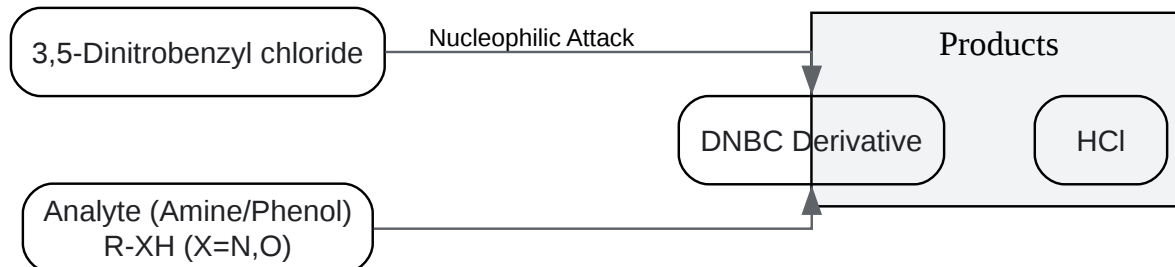 3,5-Dinitrobenzyl chloride
Nucleophilic Attack
Products
DNBC Derivative
HCl
Analyte (Amine/Phenol)
R-XH (X=N,O)